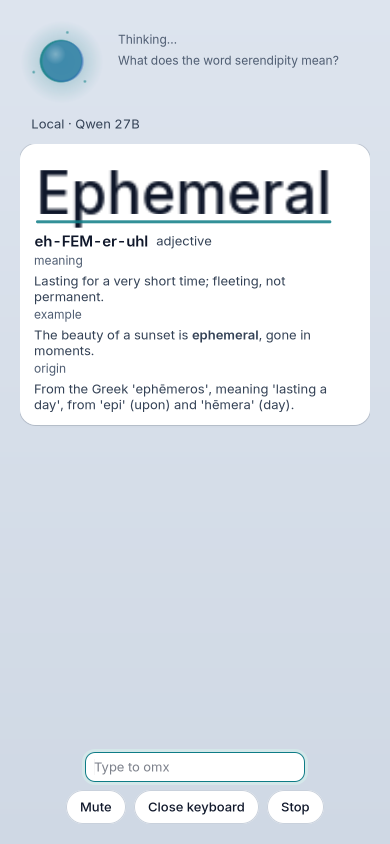 Thinking...
What does the word serendipity mean?
Local · Qwen 27B
Ephemeral
eh-FEM-er-uhl adjective
meaning
Lasting for a very short time; fleeting, not
permanent.
example
The beauty of a sunset is ephemeral, gone in
moments.
origin
From the Greek 'ephēmeros', meaning 'lasting a
day', from 'epi' (upon) and 'hēmera' (day).
Type to omx
Mute Close keyboard Stop